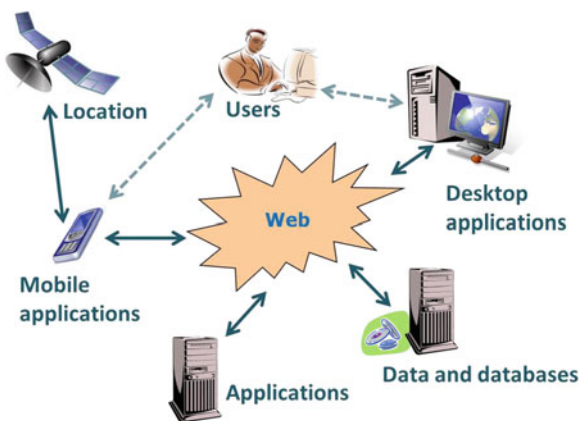 Location
Users
Web
Desktop
applications
Mobile
applications
Applications
Data and databases